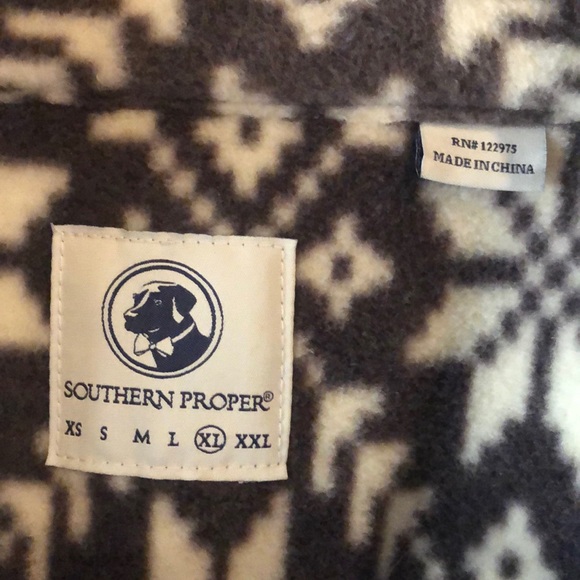 RN# 122975
MADE IN CHINA
SOUTHERN PROPER®
XS S M L XL XXL